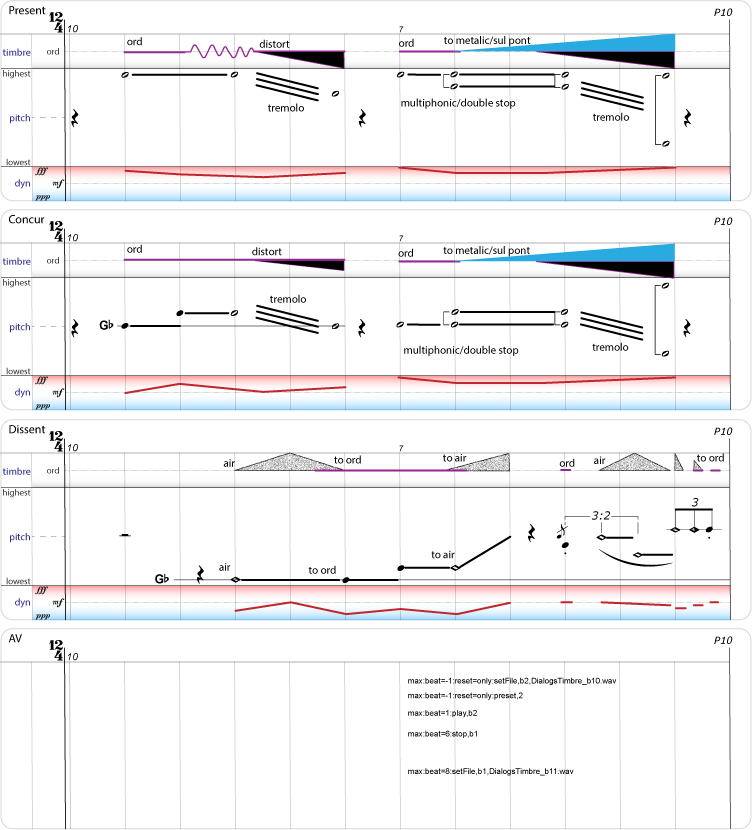 Present
P10
12
4
10
7
ord
distort
ord
to metalic/sul pont
timbre
ord
highest
multiphonic/double stop
tremolo
tremolo
pitch
lowest
fff
dyn
mf
ppp
Concur
P10
12
4
10
7
ord
distort
ord
to metalic/sul pont
timbre
ord
highest
tremolo
pitch
G♭
tremolo
multiphonic/double stop
lowest
fff
dyn
mf
ppp
Dissent
P10
12
4
10
7
air
to ord
to air
ord
air
to ord
timbre
ord
highest
3:2
3
pitch
to air
air
to ord
G♭
lowest
fff
dyn
mf
ppp
AV
P10
12
4
10
max:beat=-1:reset=only:setFile,b2,DialogsTimbre_b10.wav
max:beat=-1:reset=only:preset,2
max:beat=1:play,b2
max:beat=6:stop,b1
max:beat=8:setFile,b1,DialogsTimbre_b11.wav